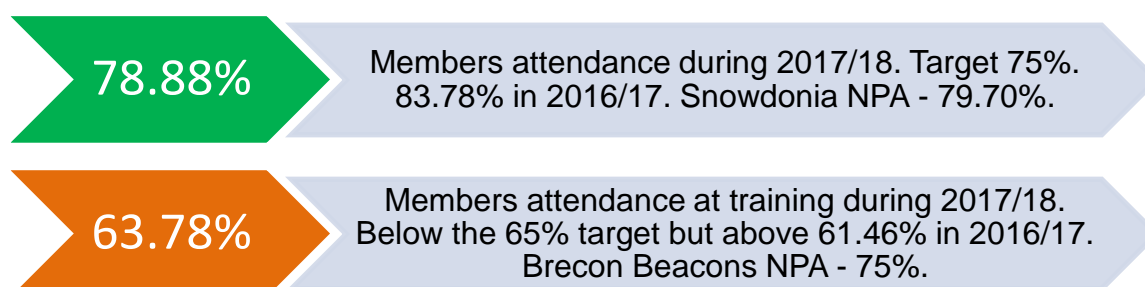 78.88%
Members attendance during 2017/18. Target 75%.
83.78% in 2016/17. Snowdonia NPA - 79.70%.
63.78%
Members attendance at training during 2017/18.
Below the 65% target but above 61.46% in 2016/17.
Brecon Beacons NPA - 75%.